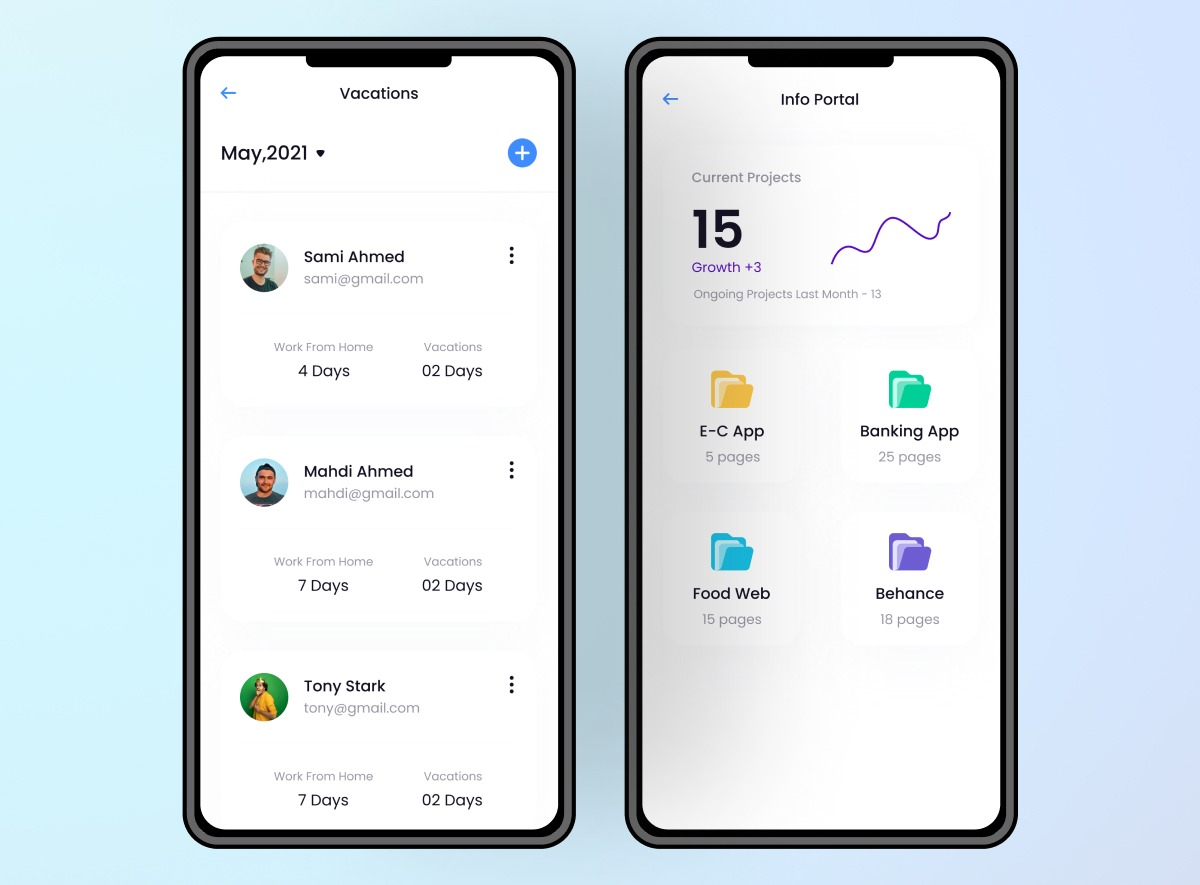 Vacations
May,2021
Sami Ahmed
sami@gmail.com
Work From Home
Vacations
4 Days
02 Days
Mahdi Ahmed
mahdi@gmail.com
Work From Home
Vacations
7 Days
02 Days
Tony Stark
tony@gmail.com
Work From Home
Vacations
7 Days
02 Days
Info Portal
Current Projects
15
Growth +3
Ongoing Projects Last Month - 13
E-C App
5 pages
Banking App
25 pages
Food Web
15 pages
Behance
18 pages